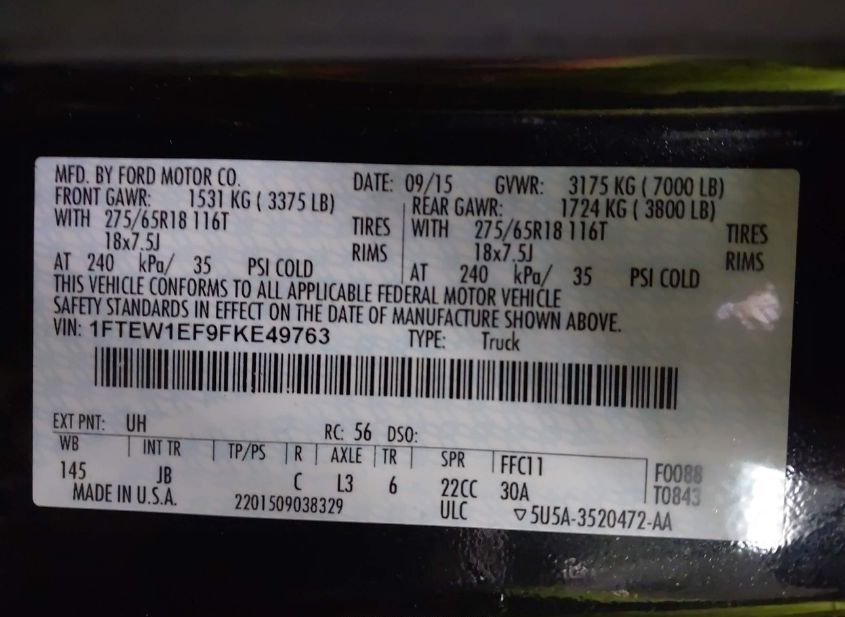 MFD. BY FORD MOTOR CO. DATE: 09/15 GVWR: 3175 KG ( 7000 LB)
FRONT GAWR: 1531 KG ( 3375 LB) REAR GAWR: 1724 KG ( 3800 LB)
WITH 275/65R18 116T TIRES WITH 275/65R18 116T TIRES
18x7.5J RIMS 18x7.5J RIMS
AT 240 kPa/ 35 PSI COLD AT 240 kPa/ 35 PSI COLD
THIS VEHICLE CONFORMS TO ALL APPLICABLE FEDERAL MOTOR VEHICLE
SAFETY STANDARDS IN EFFECT ON THE DATE OF MANUFACTURE SHOWN ABOVE.
VIN: 1FTEW1EF9FKE49763 TYPE: Truck
EXT PNT: UH RC: 56 DSO:
WB INT TR TP/PS R AXLE TR SPR FFC11 F0088
145 JB C L3 6 22CC 30A T0843
MADE IN U.S.A. 2201509038329 ULC ▽5U5A-3520472-AA